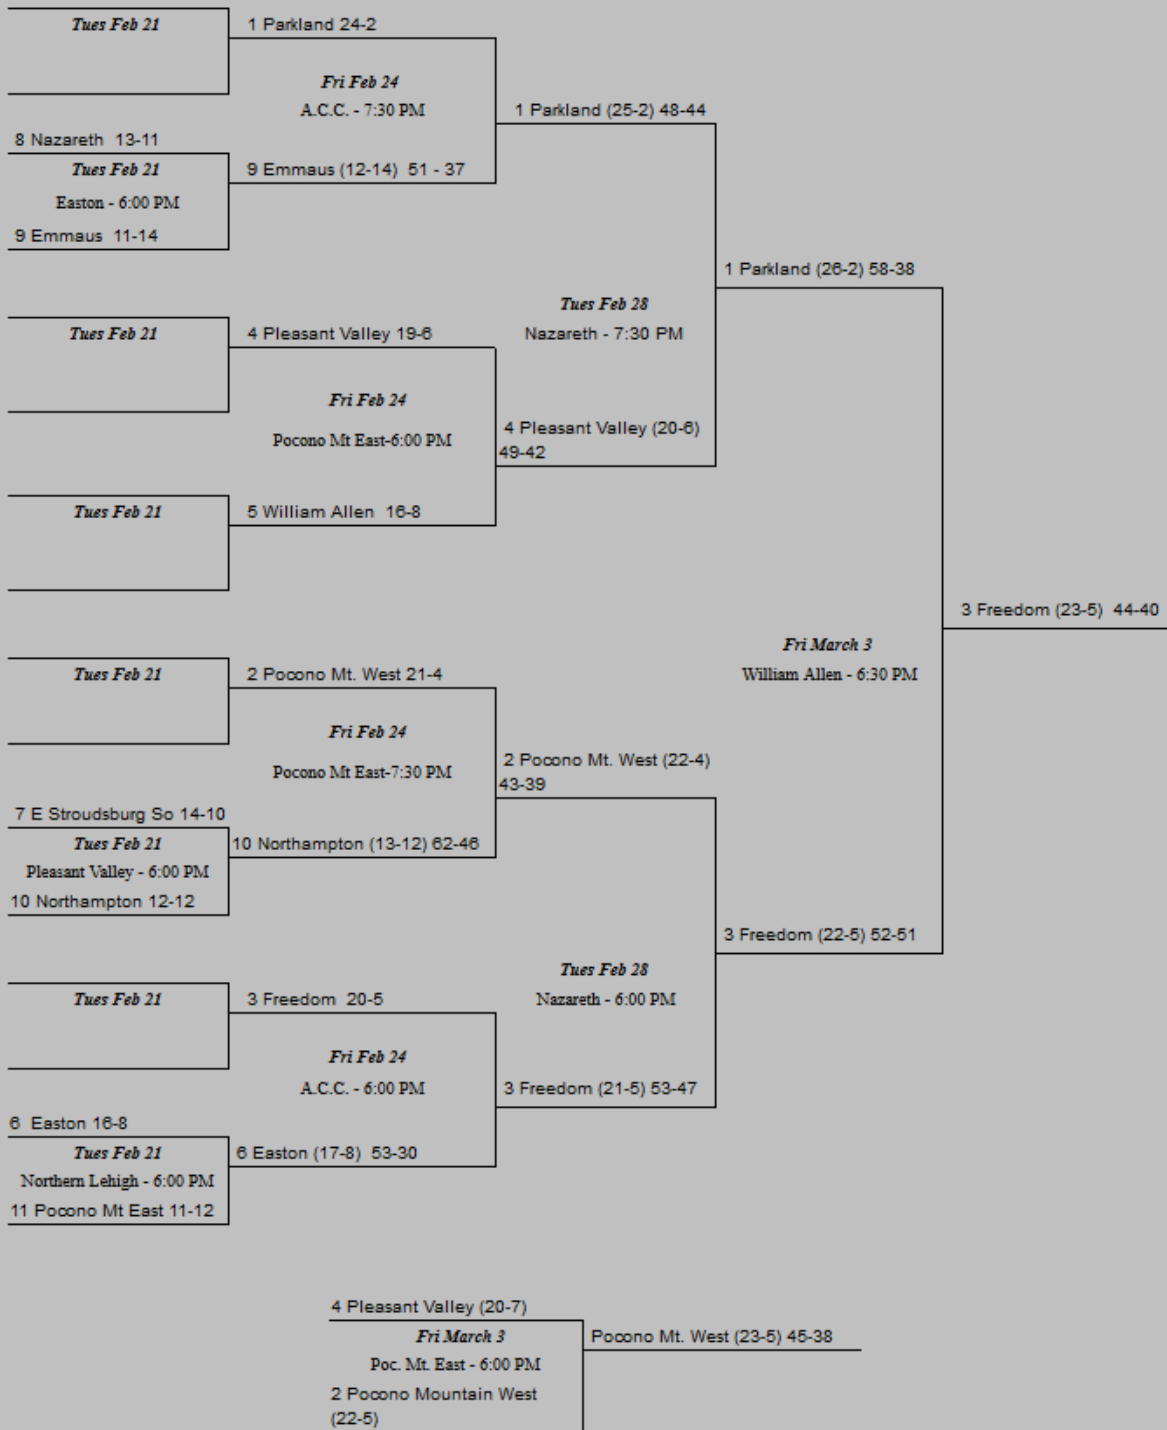 Tues Feb 21
1 Parkland 24-2
Fri Feb 24
A.C.C. - 7:30 PM
1 Parkland (25-2) 48-44
8 Nazareth 13-11
Tues Feb 21
Easton - 6:00 PM
9 Emmaus (12-14) 51 - 37
9 Emmaus 11-14
1 Parkland (26-2) 58-38
Tues Feb 28
Nazareth - 7:30 PM
Tues Feb 21
4 Pleasant Valley 19-6
Fri Feb 24
Pocono Mt East-6:00 PM
4 Pleasant Valley (20-6)
49-42
Tues Feb 21
5 William Allen 16-8
3 Freedom (23-5) 44-40
Fri March 3
William Allen - 6:30 PM
Tues Feb 21
2 Pocono Mt. West 21-4
Fri Feb 24
Pocono Mt East-7:30 PM
2 Pocono Mt. West (22-4)
43-39
7 E Stroudsburg So 14-10
Tues Feb 21
Pleasant Valley - 6:00 PM
10 Northampton (13-12) 62-46
10 Northampton 12-12
3 Freedom (22-5) 52-51
Tues Feb 28
Nazareth - 6:00 PM
Tues Feb 21
3 Freedom 20-5
Fri Feb 24
A.C.C. - 6:00 PM
3 Freedom (21-5) 53-47
6 Easton 16-8
Tues Feb 21
Northern Lehigh - 6:00 PM
6 Easton (17-8) 53-30
11 Pocono Mt East 11-12
4 Pleasant Valley (20-7)
Fri March 3
Poc. Mt. East - 6:00 PM
Pocono Mt. West (23-5) 45-38
2 Pocono Mountain West
(22-5)